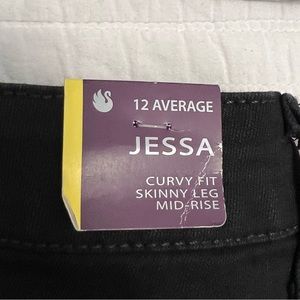 12 AVERAGE
JESSA
CURVY FIT
SKINNY LEG
MID-RISE